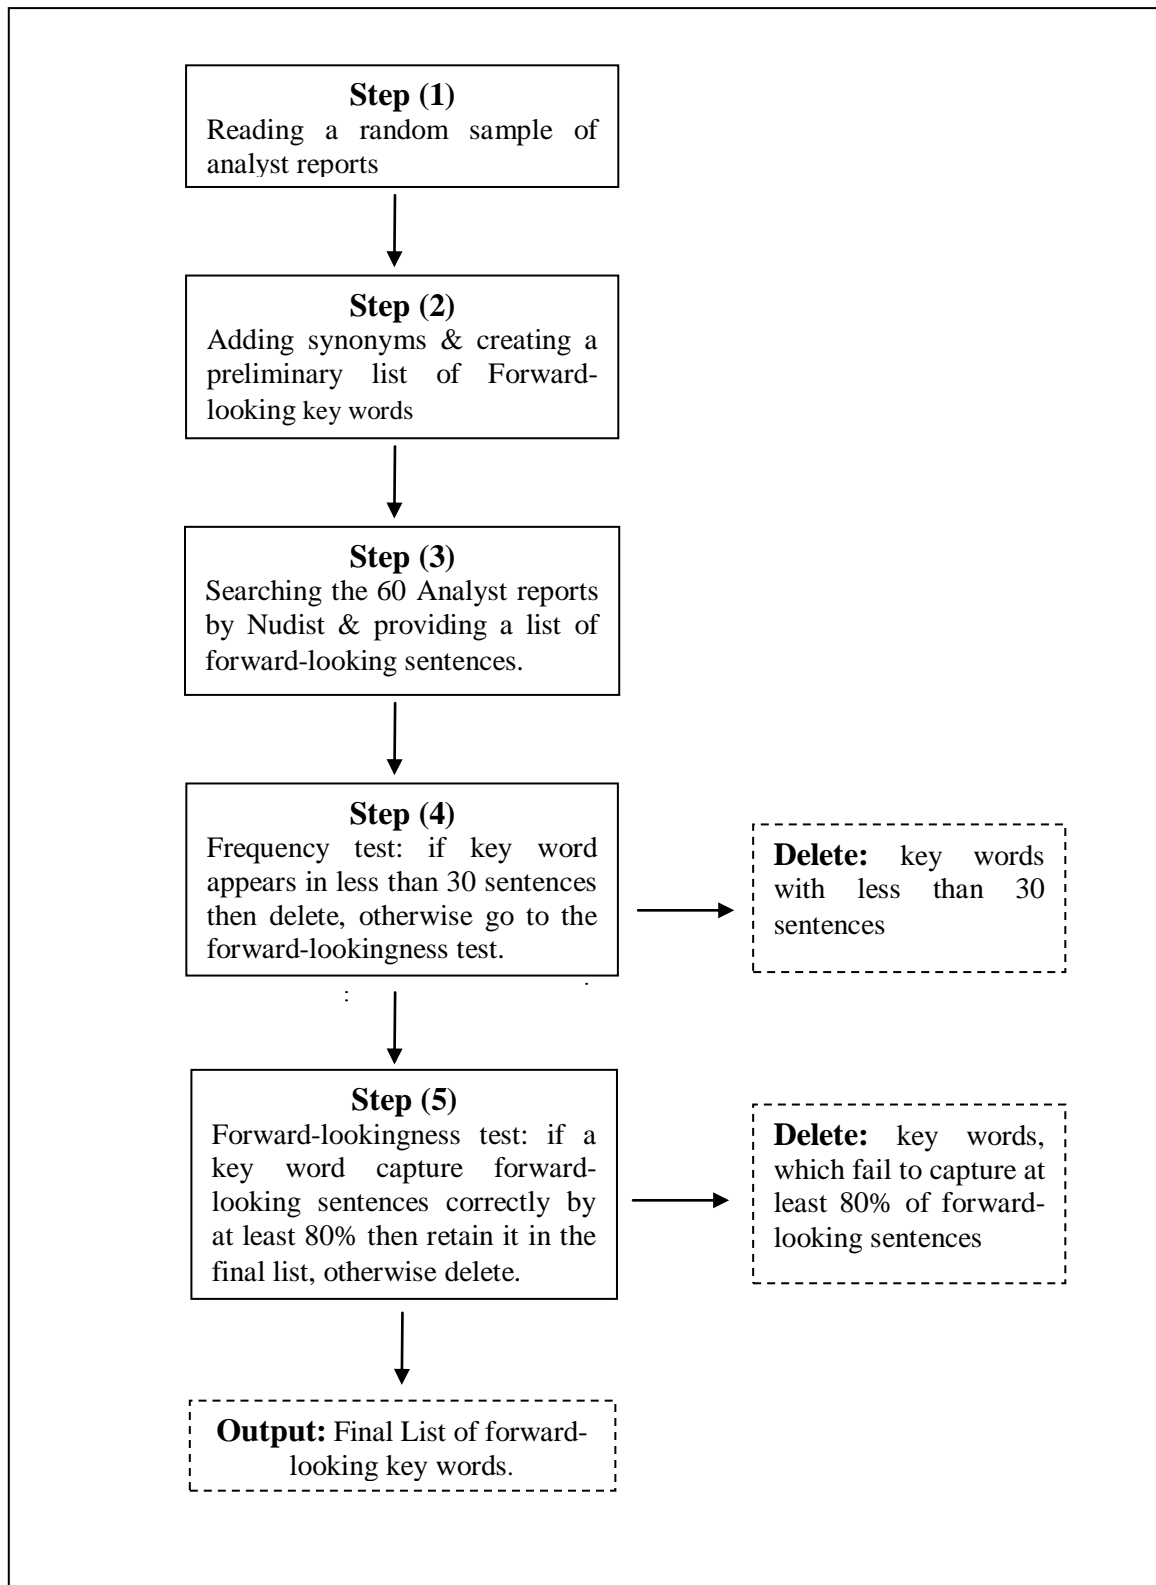 Step (1)
Reading a random sample of
analyst reports
Step (2)
Adding synonyms & creating a
preliminary list of Forward-
looking key words
Step (3)
Searching the 60 Analyst reports
by Nudist & providing a list of
forward-looking sentences.
Step (4)
Frequency test: if key word
appears in less than 30 sentences
then delete, otherwise go to the
forward-lookingness test.
Delete: key words
with less than 30
sentences
Step (5)
Forward-lookingness test: if a
key word capture forward-
looking sentences correctly by
at least 80% then retain it in the
final list, otherwise delete.
Delete: key words,
which fail to capture at
least 80% of forward-
looking sentences
Output: Final List of forward-
looking key words.